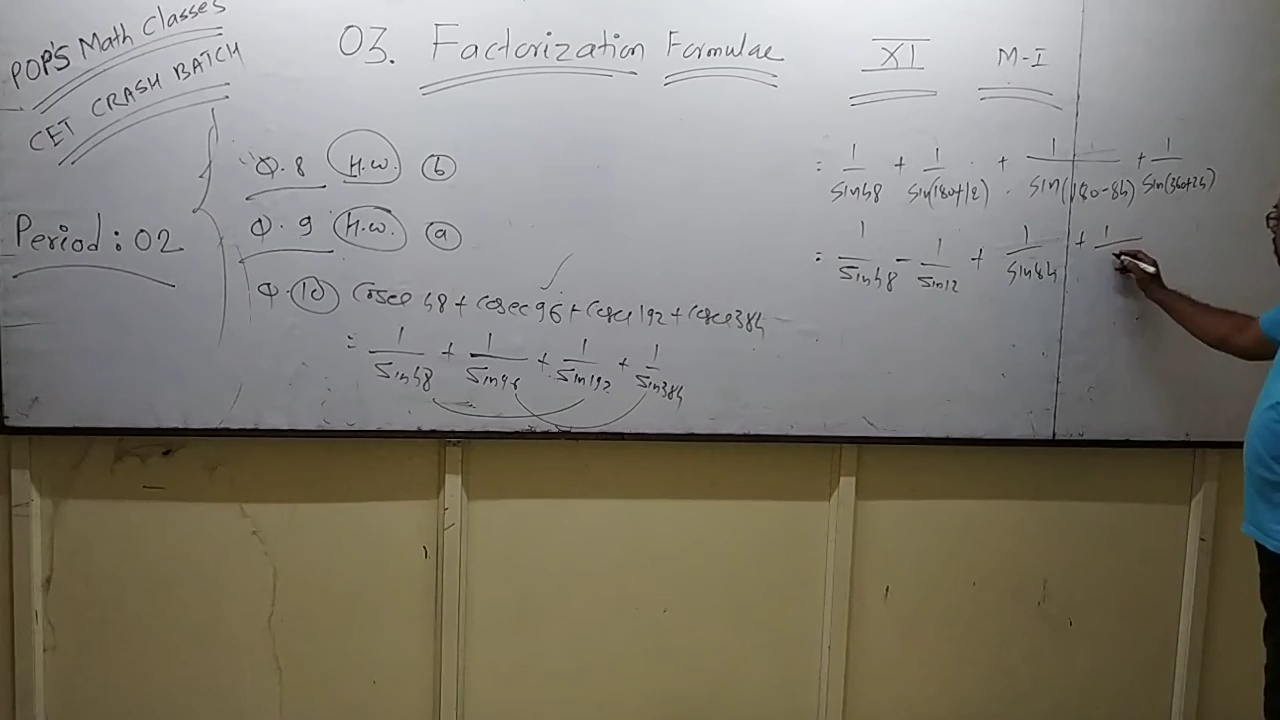 POP'S Math Classes
CET CRASH BATCH
Period : 02
03. Factorization Formulae XI M-I
Q.8 H.w. b
Q.9 H.w. a
Q.10 Cosec 48 + Cosec 96 + Cosec 192 + Cosec 384
= 1/Sin48 + 1/Sin96 + 1/Sin192 + 1/Sin384
= 1/Sin48 + 1/Sin(180+12) + 1/Sin(180-84) + 1/Sin(360+24)
= 1/Sin48 - 1/Sin12 + 1/Sin84 + 1/